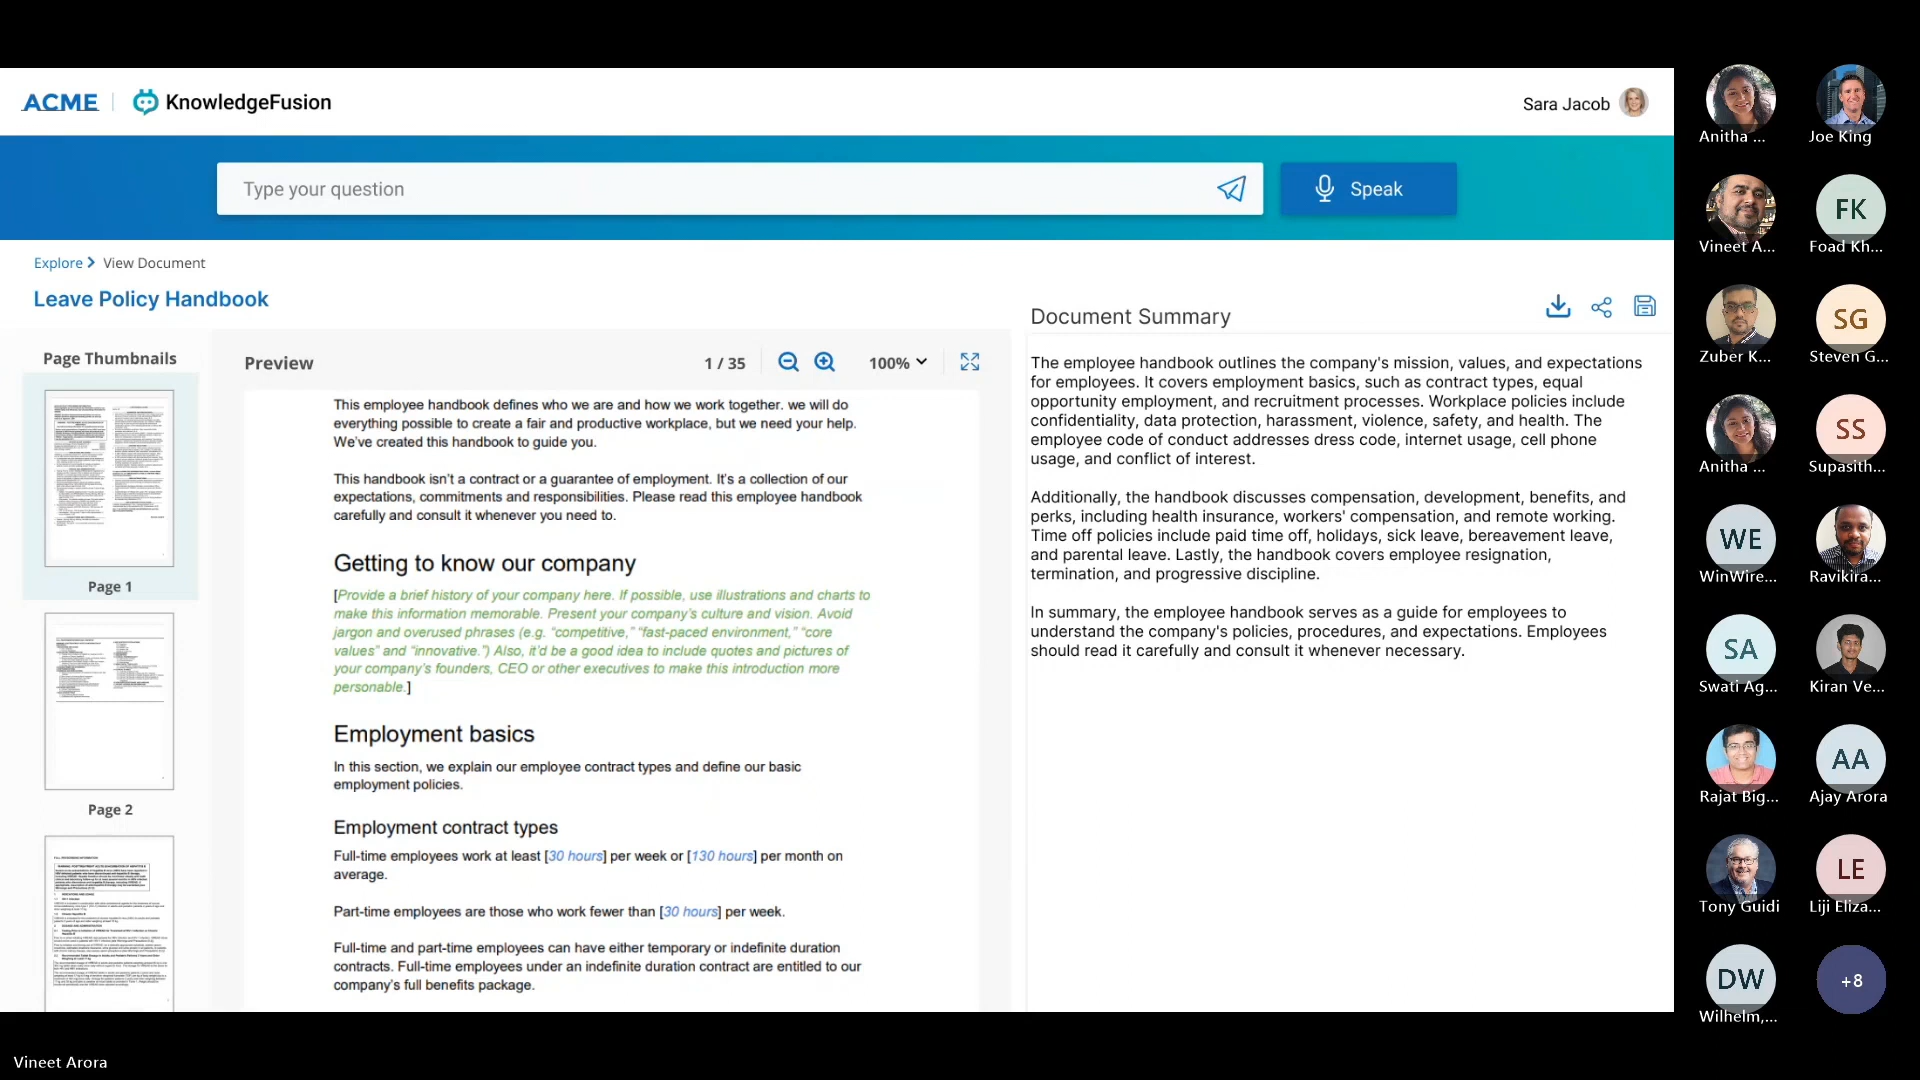 ACME
KnowledgeFusion
Sara Jacob
Type your question
Speak
Explore
View Document
Leave Policy Handbook
Page Thumbnails
Page 1
Page 2
Preview
1 / 35
100%
This employee handbook defines who we are and how we work together. we will do
everything possible to create a fair and productive workplace, but we need your help.
We've created this handbook to guide you.
This handbook isn't a contract or a guarantee of employment. It's a collection of our
expectations, commitments and responsibilities. Please read this employee handbook
carefully and consult it whenever you need to.
Getting to know our company
[Provide a brief history of your company here. If possible, use illustrations and charts to
make this information memorable. Present your company's culture and vision. Avoid
jargon and overused phrases (e.g. “competitive,” “fast-paced environment,” “core
values” and “innovative.”) Also, it'd be a good idea to include quotes and pictures of
your company's founders, CEO or other executives to make this introduction more
personable.]
Employment basics
In this section, we explain our employee contract types and define our basic
employment policies.
Employment contract types
Full-time employees work at least [30 hours] per week or [130 hours] per month on
average.
Part-time employees are those who work fewer than [30 hours] per week.
Full-time and part-time employees can have either temporary or indefinite duration
contracts. Full-time employees under an indefinite duration contract are entitled to our
company's full benefits package.
Document Summary
The employee handbook outlines the company's mission, values, and expectations
for employees. It covers employment basics, such as contract types, equal
opportunity employment, and recruitment processes. Workplace policies include
confidentiality, data protection, harassment, violence, safety, and health. The
employee code of conduct addresses dress code, internet usage, cell phone
usage, and conflict of interest.
Additionally, the handbook discusses compensation, development, benefits, and
perks, including health insurance, workers' compensation, and remote working.
Time off policies include paid time off, holidays, sick leave, bereavement leave,
and parental leave. Lastly, the handbook covers employee resignation,
termination, and progressive discipline.
In summary, the employee handbook serves as a guide for employees to
understand the company's policies, procedures, and expectations. Employees
should read it carefully and consult it whenever necessary.
Anitha ...
Joe King
Vineet A...
FK
Foad Kh...
Zuber K...
SG
Steven G...
Anitha ...
SS
Supasith...
WE
WinWire...
Ravikira...
SA
Swati Ag...
Kiran Ve...
Rajat Big...
AA
Ajay Arora
Tony Guidi
LE
Liji Eliza...
DW
Wilhelm,...
+8
Vineet Arora